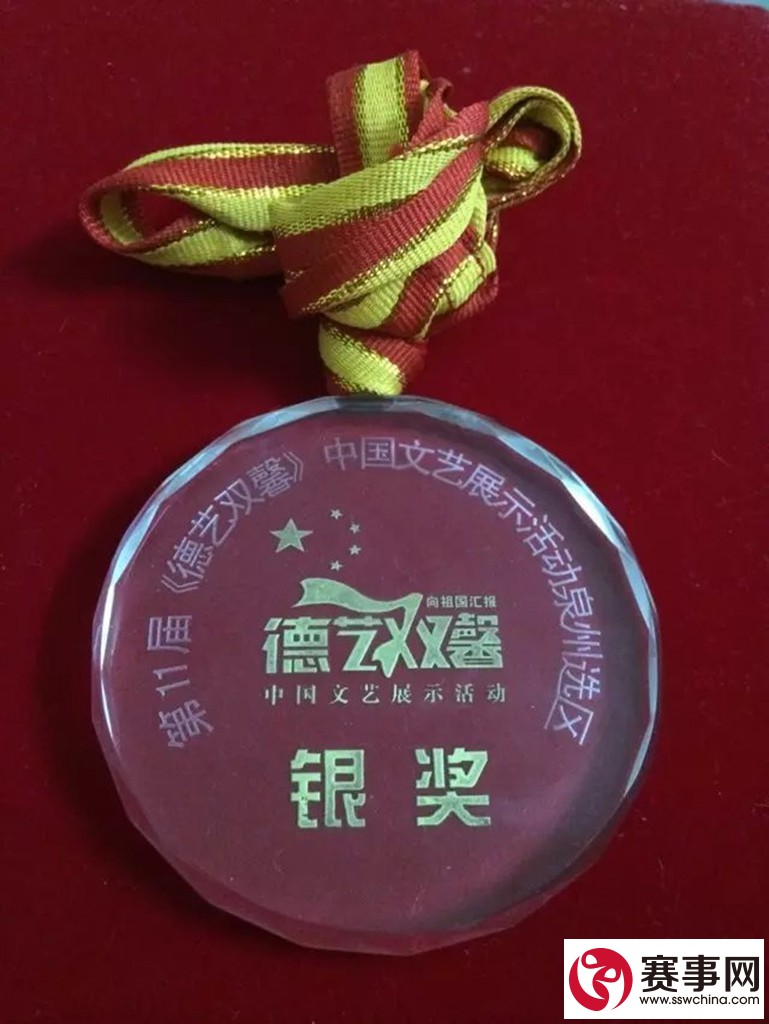 第11届《德艺双馨》中国文艺展示活动泉州选区
向祖国汇报
德艺双馨
中国文艺展示活动
银奖
赛事网
www.sswchina.com